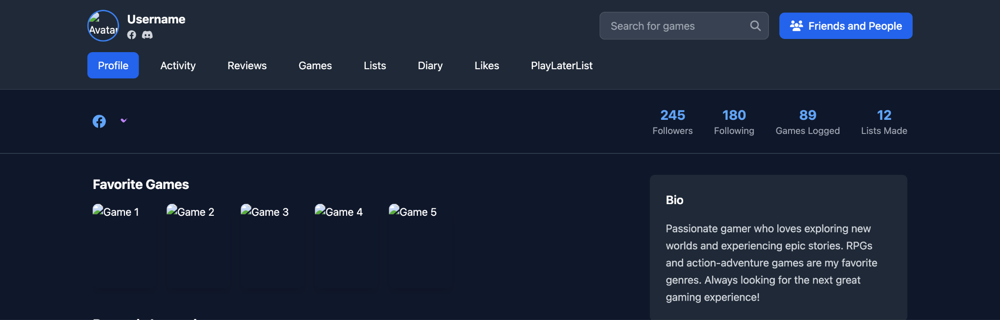 Avatar
Username
Search for games
Friends and People
Profile
Activity
Reviews
Games
Lists
Diary
Likes
PlayLaterList
245
Followers
180
Following
89
Games Logged
12
Lists Made
Favorite Games
Game 1
Game 2
Game 3
Game 4
Game 5
Bio
Passionate gamer who loves exploring new
worlds and experiencing epic stories. RPGs
and action-adventure games are my favorite
genres. Always looking for the next great
gaming experience!